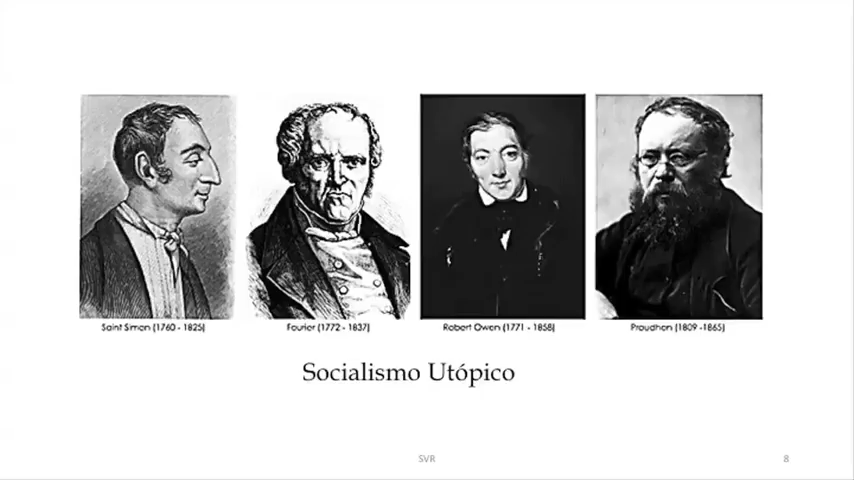 Saint Simon (1760 - 1825)
Fourier (1772 - 1837)
Robert Owen (1771 - 1858)
Proudhon (1809 -1865)
Socialismo Utópico
SVR
8